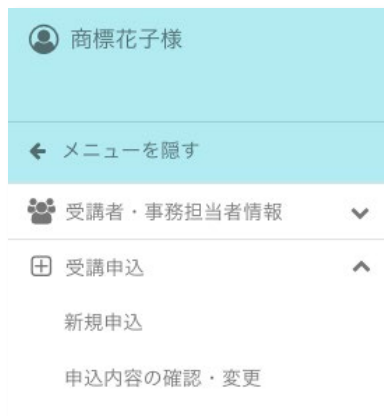 商標花子様
メニューを隠す
受講者・事務担当者情報
受講申込
新規申込
申込内容の確認・変更